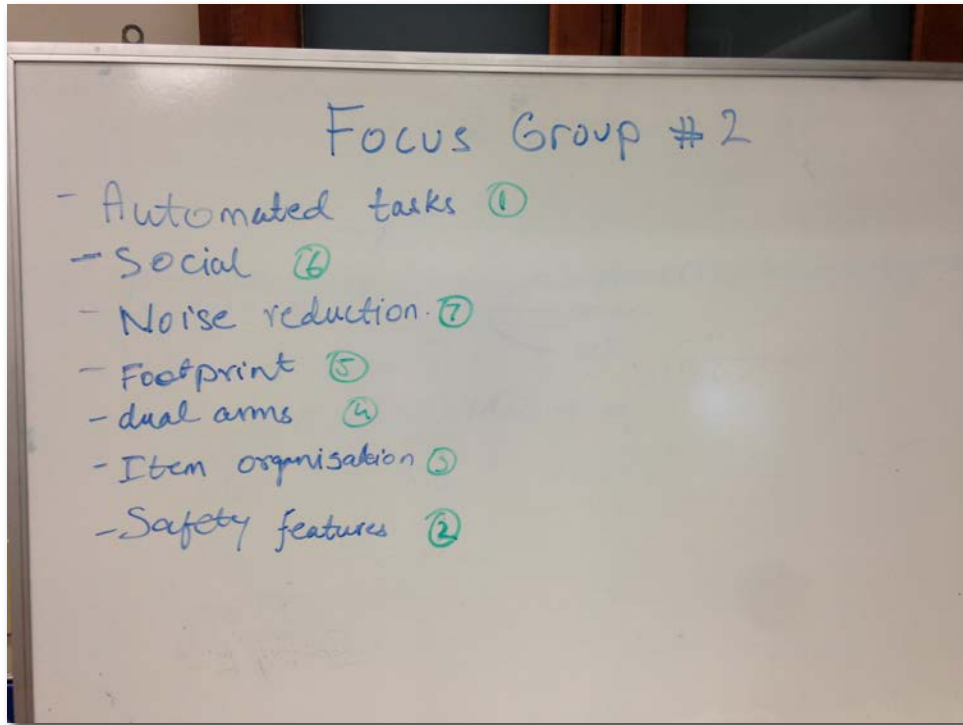 Focus Group #2
- Automated tasks ①
- Social ⑥
- Noise reduction. ⑦
- Footprint ⑤
- dual arms ④
- Item organisation ③
- Safety features ②